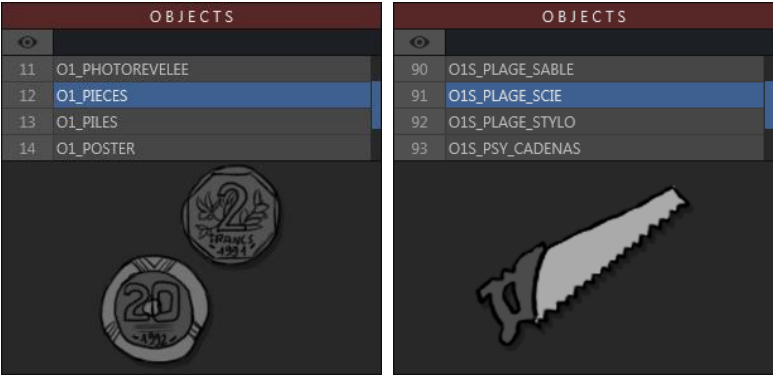 OBJECTS
11 O1_PHOTOREVELEE
12 O1_PIECES
13 O1_PILES
14 O1_POSTER
2
FRANCS
1991
20
1992
OBJECTS
90 O1S_PLAGE_SABLE
91 O1S_PLAGE_SCIE
92 O1S_PLAGE_STYLO
93 O1S_PSY_CADENAS